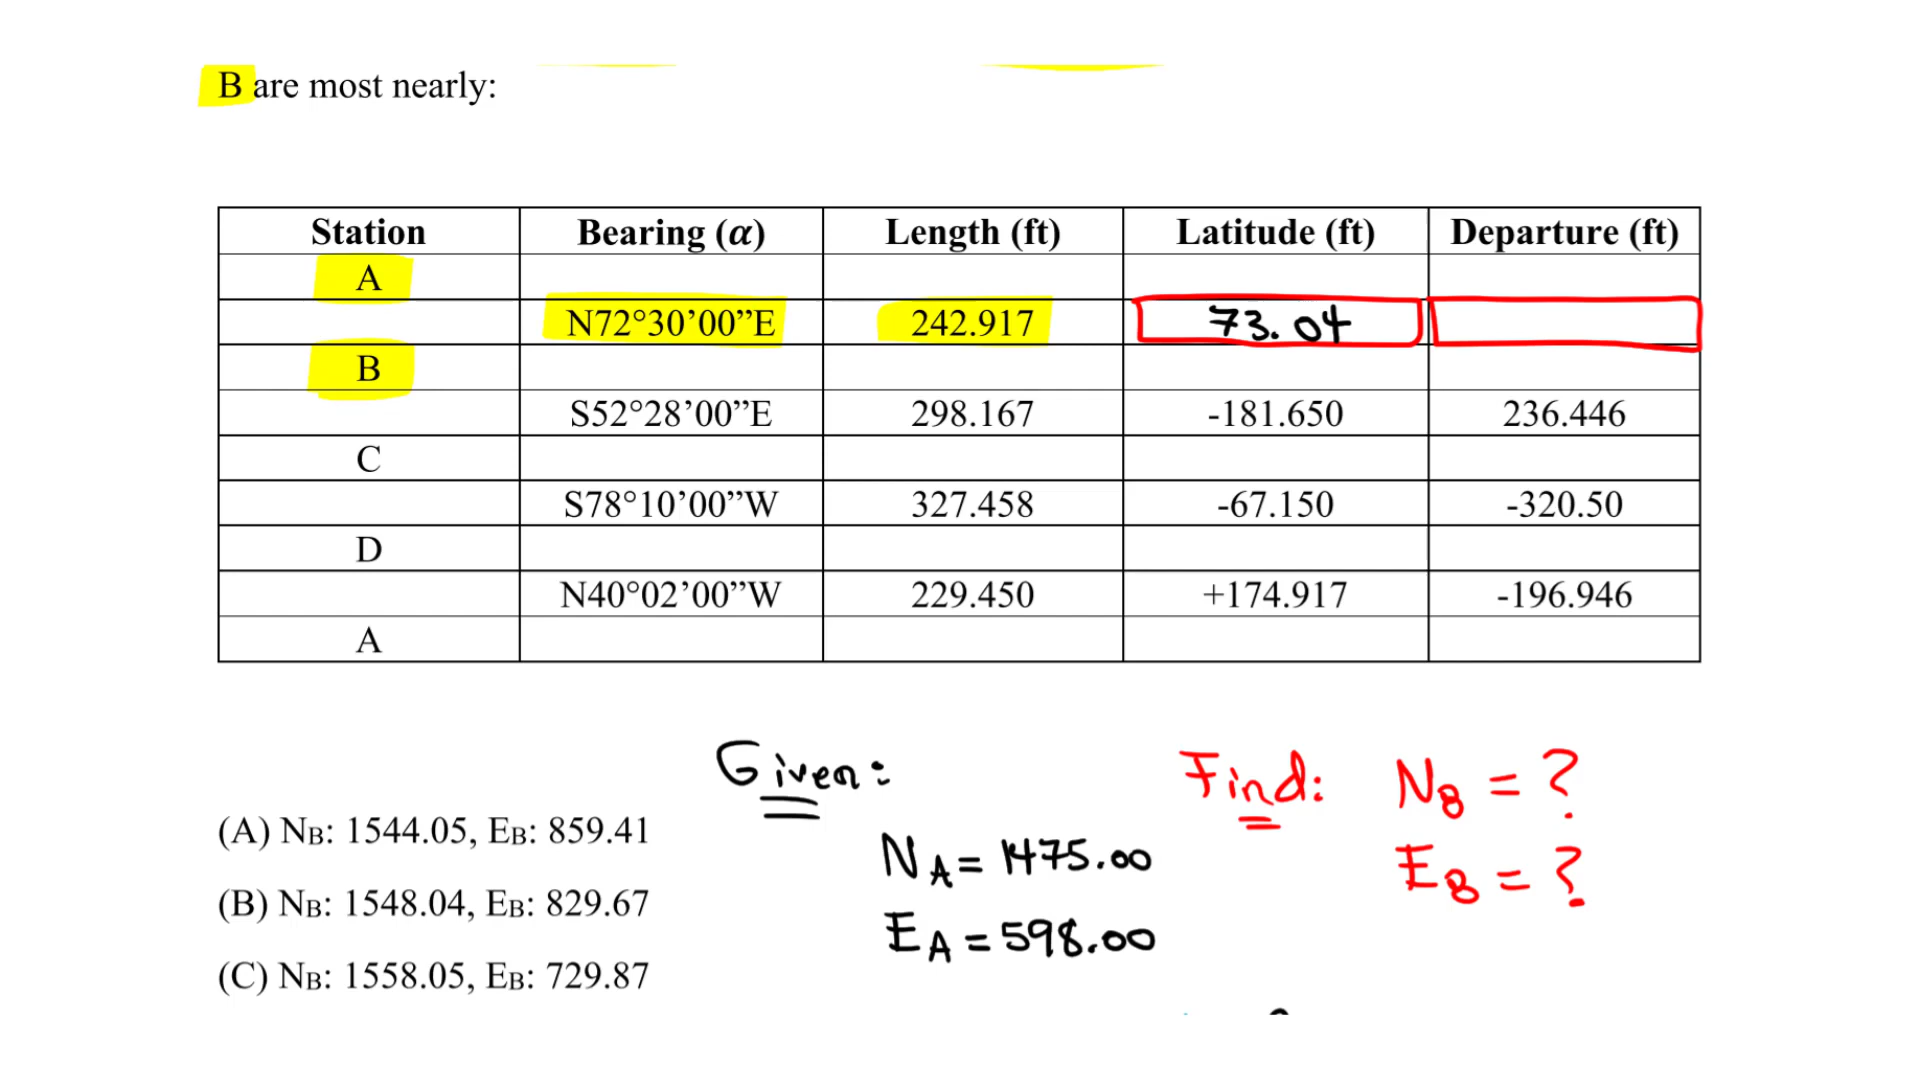 B are most nearly:
Station Bearing (α) Length (ft) Latitude (ft) Departure (ft)
A
N72°30’00”E 242.917 73.04
B
S52°28’00”E 298.167 -181.650 236.446
C
S78°10’00”W 327.458 -67.150 -320.50
D
N40°02’00”W 229.450 +174.917 -196.946
A
Given:
Find: NB = ?
(A) NB: 1544.05, EB: 859.41
NA = 1475.00
EB = ?
(B) NB: 1548.04, EB: 829.67
EA = 598.00
(C) NB: 1558.05, EB: 729.87